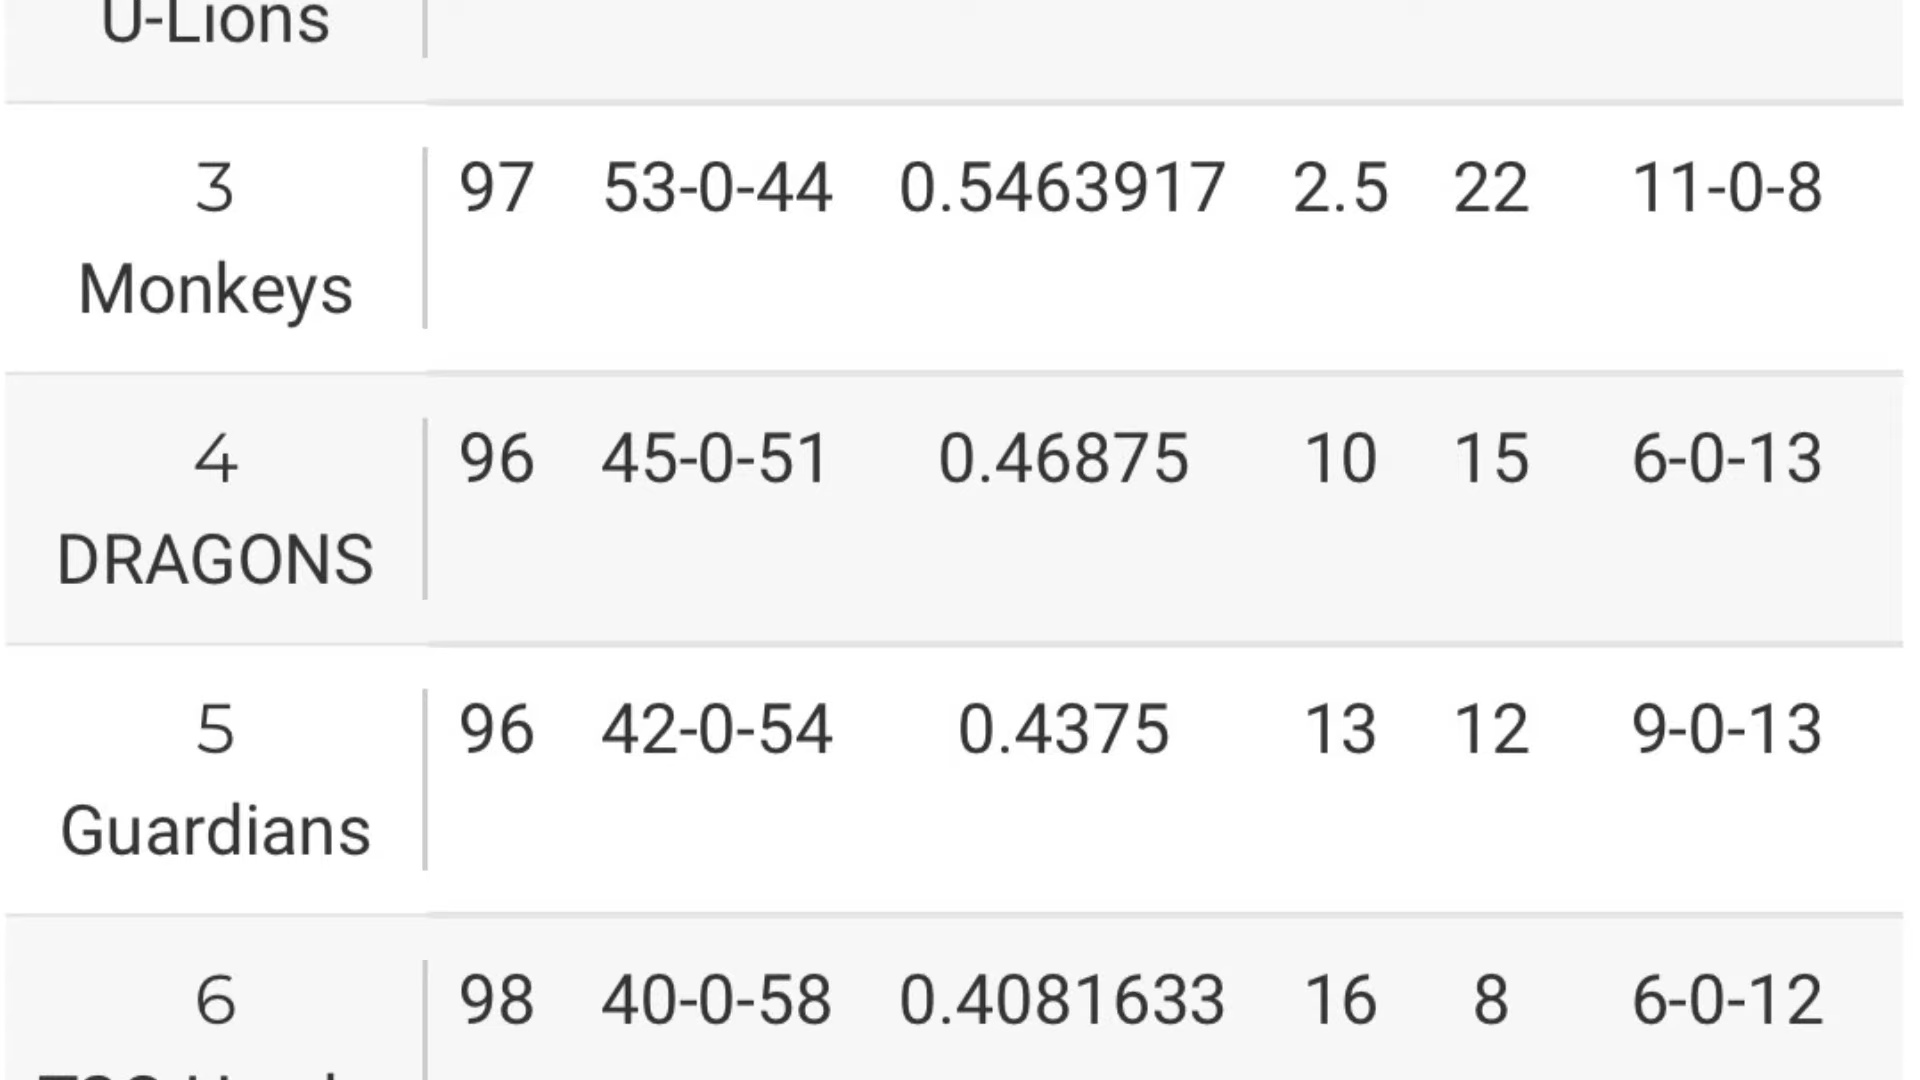 U-Lions
3 97 53-0-44 0.5463917 2.5 22 11-0-8
Monkeys
4 96 45-0-51 0.46875 10 15 6-0-13
DRAGONS
5 96 42-0-54 0.4375 13 12 9-0-13
Guardians
6 98 40-0-58 0.4081633 16 8 6-0-12